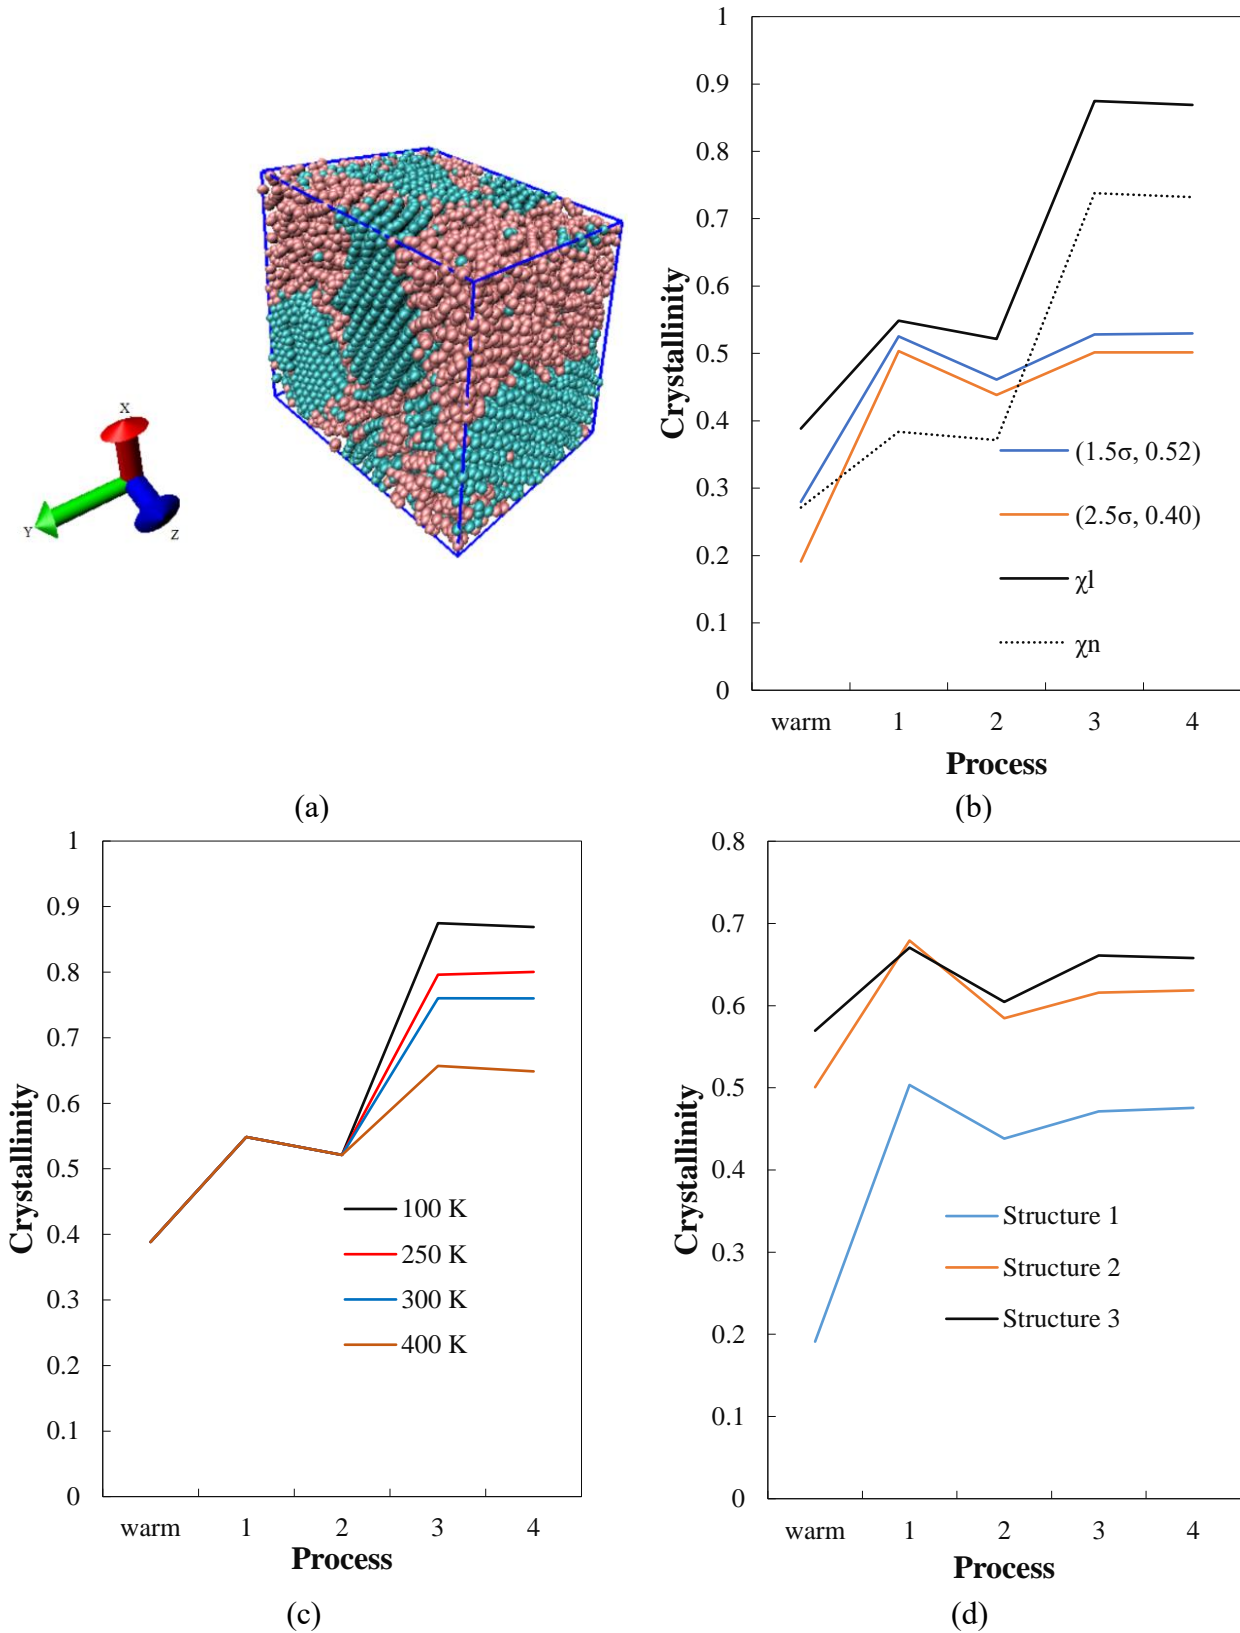 X
Y
Z
(a)
1
0.9
0.8
0.7
0.6
0.5
0.4
0.3
0.2
0.1
0
Crystallinity
(1.5σ, 0.52)
(2.5σ, 0.40)
χl
χn
warm 1 2 3 4
Process
(b)
1
0.9
0.8
0.7
0.6
0.5
0.4
0.3
0.2
0.1
0
Crystallinity
100 K
250 K
300 K
400 K
warm 1 2 3 4
Process
(c)
0.8
0.7
0.6
0.5
0.4
0.3
0.2
0.1
0
Crystallinity
Structure 1
Structure 2
Structure 3
warm 1 2 3 4
Process
(d)